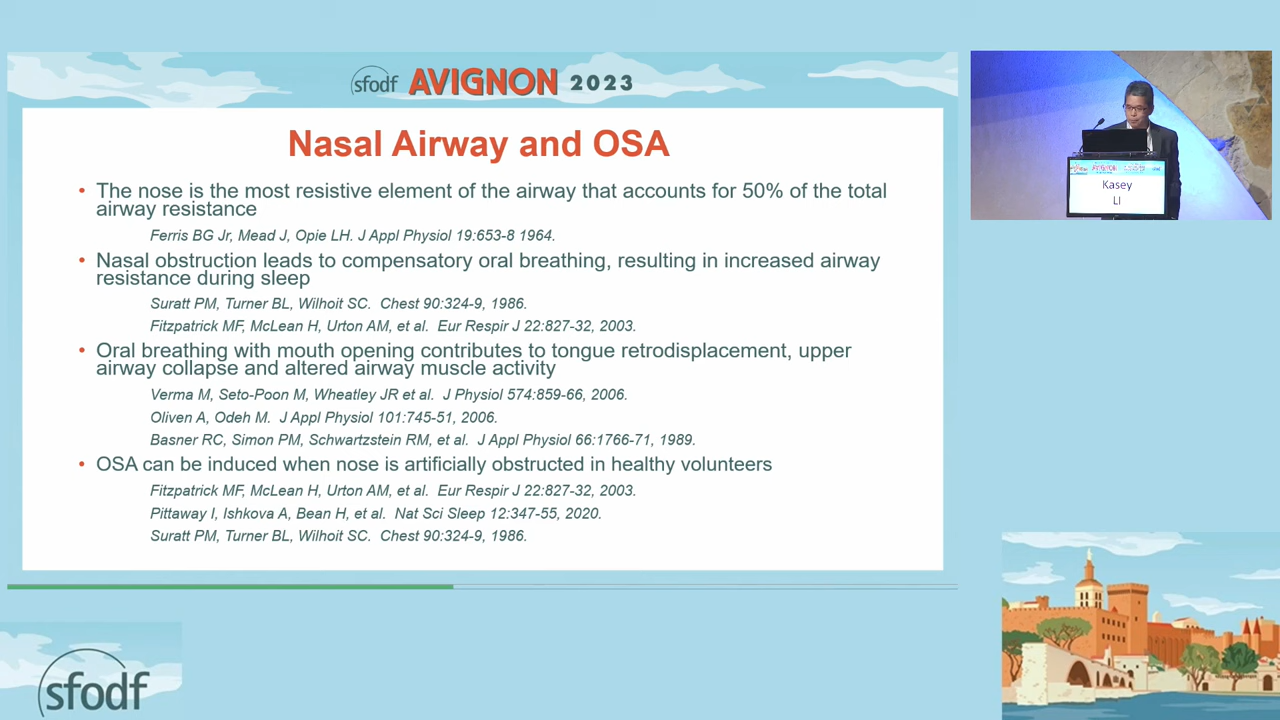 sfodf AVIGNON 2023
Nasal Airway and OSA
• The nose is the most resistive element of the airway that accounts for 50% of the total
airway resistance
Ferris BG Jr, Mead J, Opie LH. J Appl Physiol 19:653-8 1964.
• Nasal obstruction leads to compensatory oral breathing, resulting in increased airway
resistance during sleep
Suratt PM, Turner BL, Wilhoit SC. Chest 90:324-9, 1986.
Fitzpatrick MF, McLean H, Urton AM, et al. Eur Respir J 22:827-32, 2003.
• Oral breathing with mouth opening contributes to tongue retrodisplacement, upper
airway collapse and altered airway muscle activity
Verma M, Seto-Poon M, Wheatley JR et al. J Physiol 574:859-66, 2006.
Oliven A, Odeh M. J Appl Physiol 101:745-51, 2006.
Basner RC, Simon PM, Schwartzstein RM, et al. J Appl Physiol 66:1766-71, 1989.
• OSA can be induced when nose is artificially obstructed in healthy volunteers
Fitzpatrick MF, McLean H, Urton AM, et al. Eur Respir J 22:827-32, 2003.
Pittaway I, Ishkova A, Bean H, et al. Nat Sci Sleep 12:347-55, 2020.
Suratt PM, Turner BL, Wilhoit SC. Chest 90:324-9, 1986.
AVIGNON
Kasey
LI
sfodf